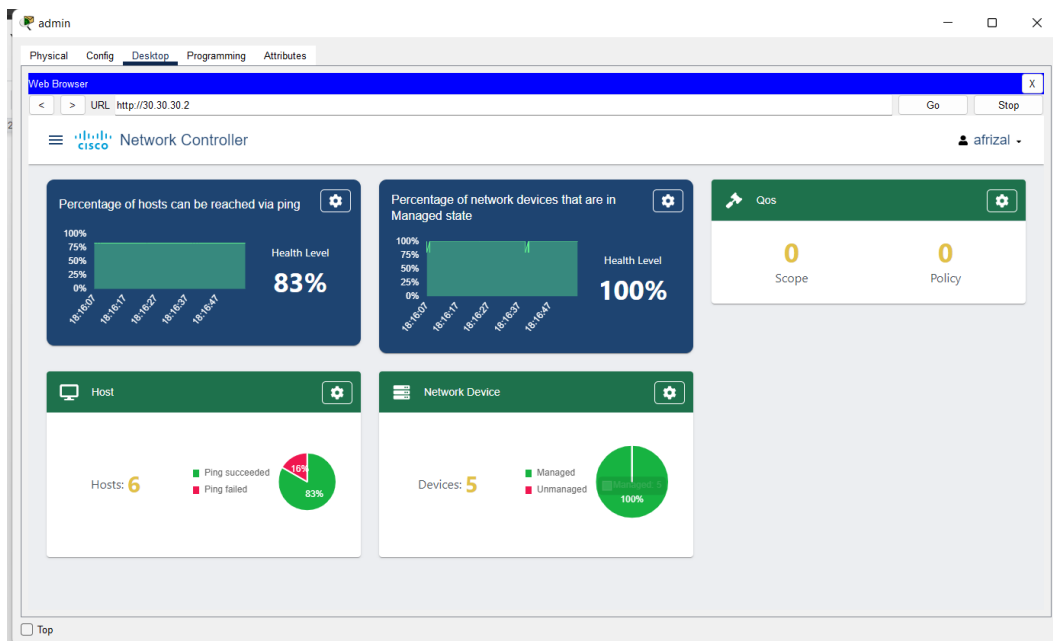 admin
Physical Config Desktop Programming Attributes
Web Browser
X
< > URL http://30.30.30.2 Go Stop
CISCO Network Controller
afrizal
Percentage of hosts can be reached via ping
100%
75%
50%
25%
0%
18:16:07 18:16:17 18:16:27 18:16:37 18:16:47
Health Level
83%
Percentage of network devices that are in
Managed state
100%
75%
50%
25%
0%
18:16:07 18:16:17 18:16:27 18:16:37 18:16:47
Health Level
100%
Qos
0 0
Scope Policy
Host
Hosts: 6
Ping succeeded
Ping failed
16%
83%
Network Device
Devices: 5
Managed
Unmanaged
Managed: 5
100%
Top